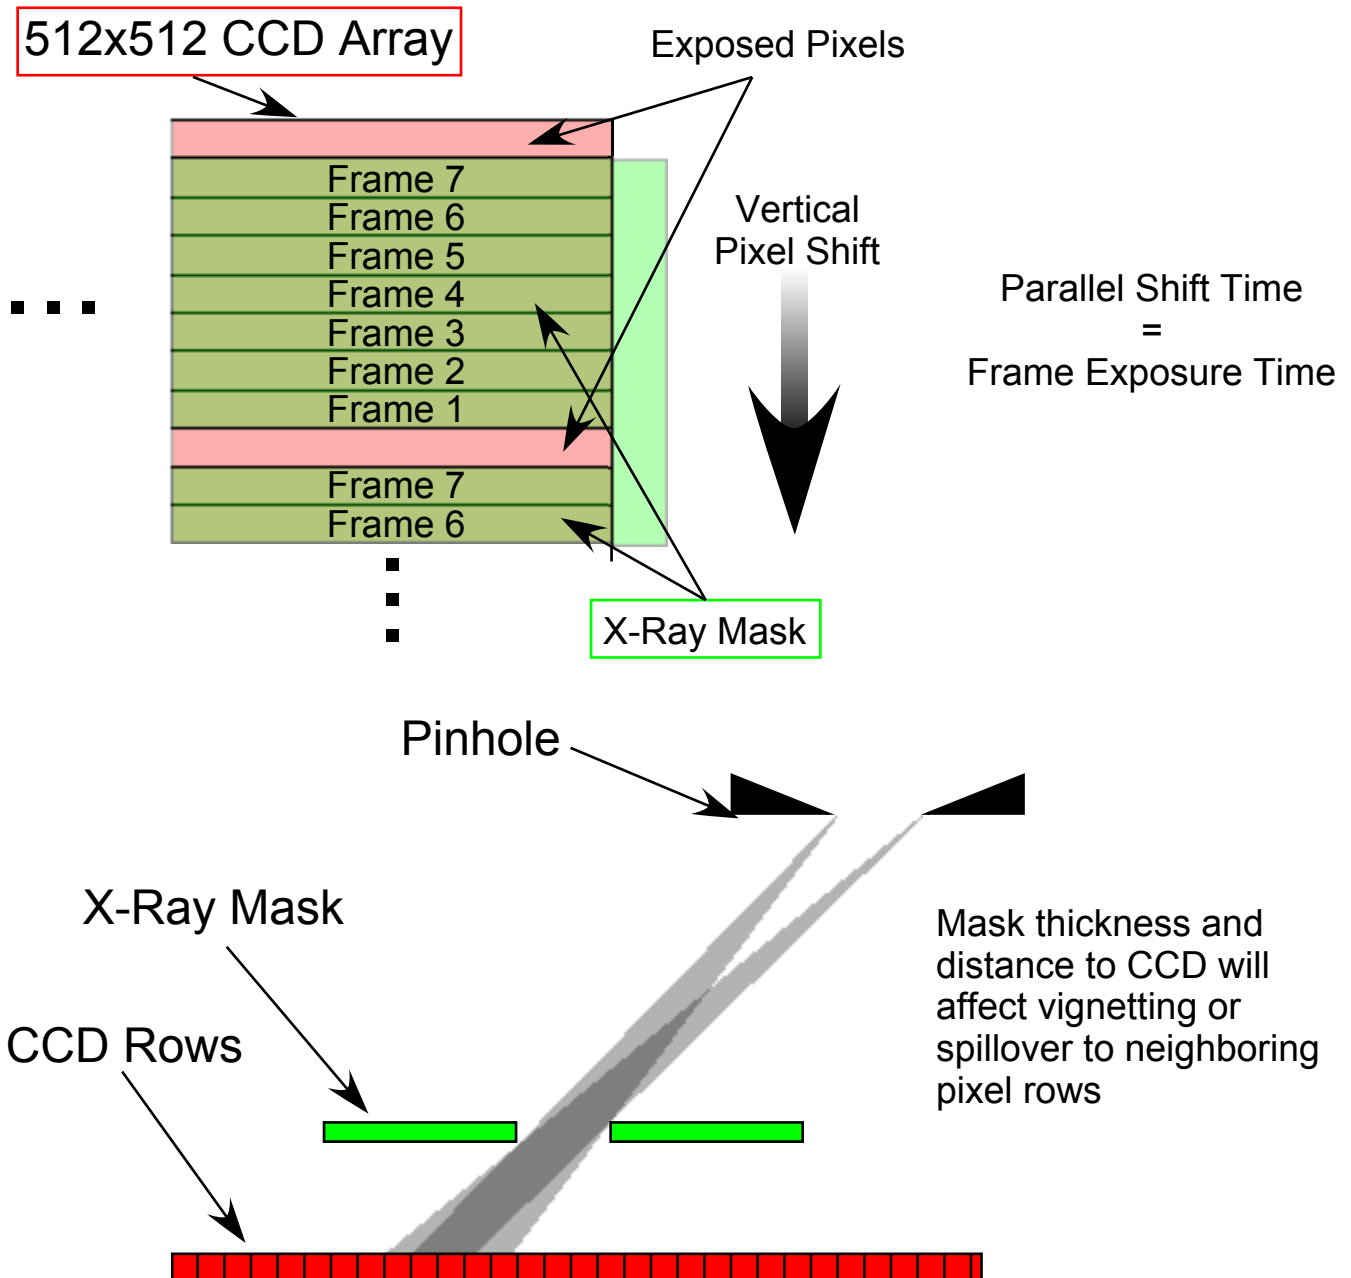 512x512 CCD Array
Exposed Pixels
Frame 7
Frame 6
Frame 5
Frame 4
Frame 3
Frame 2
Frame 1
Frame 7
Frame 6
Vertical
Pixel Shift
Parallel Shift Time
=
Frame Exposure Time
X-Ray Mask
Pinhole
X-Ray Mask
CCD Rows
Mask thickness and
distance to CCD will
affect vignetting or
spillover to neighboring
pixel rows